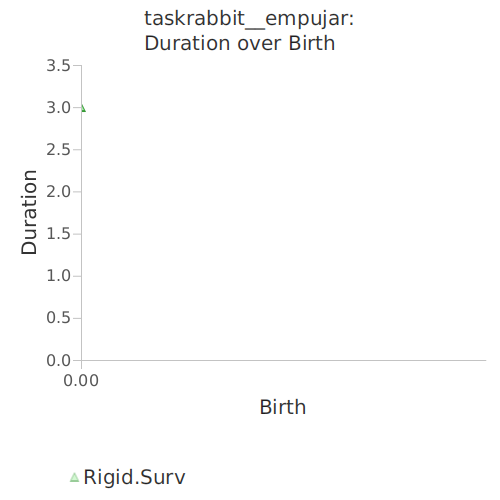 taskrabbit__empujar:
Duration over Birth
3.5
3.0
2.5
2.0
1.5
1.0
0.5
0.0
Duration
0.00
Birth
Rigid.Surv